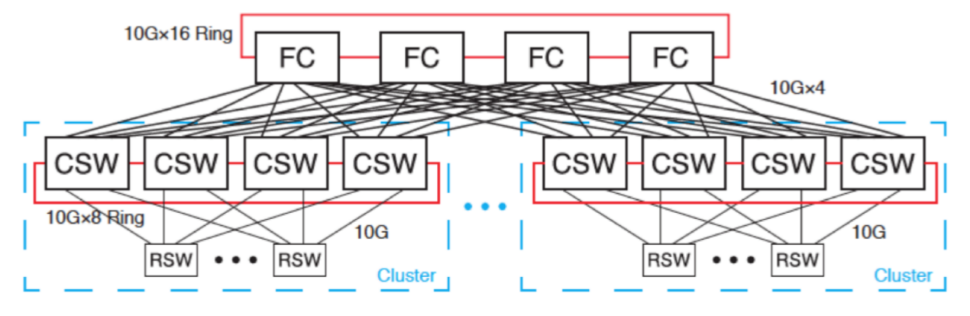 10G×16 Ring
FC FC FC FC
10G×4
CSW CSW CSW CSW CSW CSW CSW CSW
10G×8 Ring
10G 10G
RSW RSW RSW RSW
Cluster Cluster